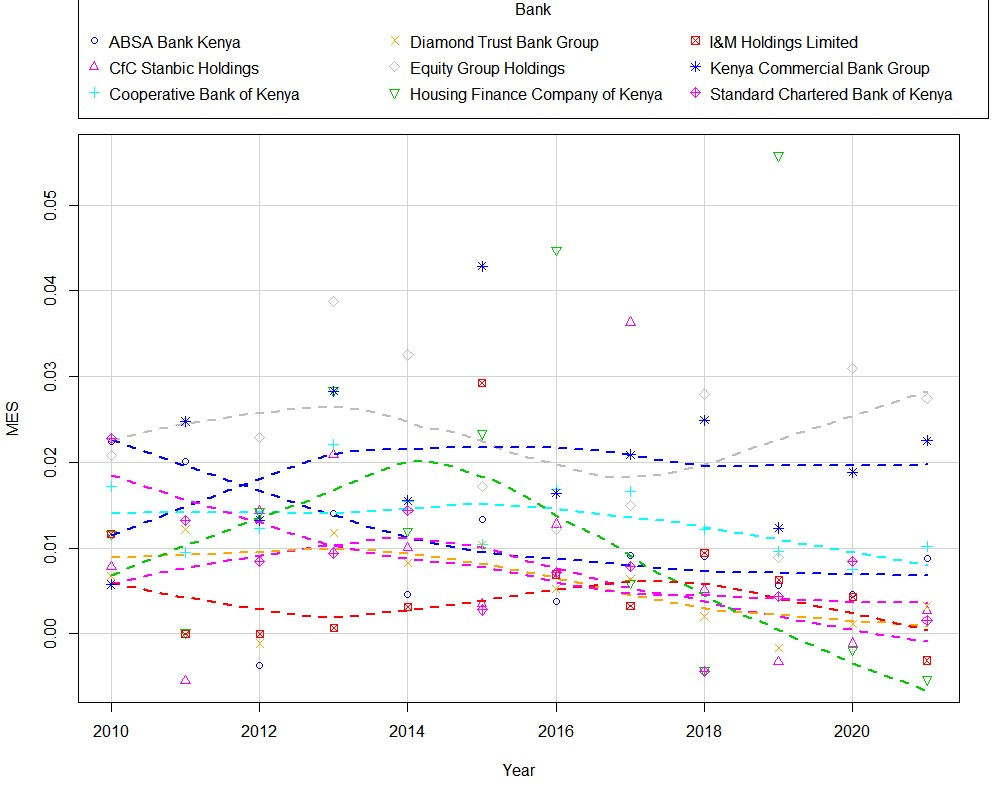 Bank
ABSA Bank Kenya Diamond Trust Bank Group I&M Holdings Limited
CfC Stanbic Holdings Equity Group Holdings Kenya Commercial Bank Group
Cooperative Bank of Kenya Housing Finance Company of Kenya Standard Chartered Bank of Kenya
0.05
0.04
0.03
0.02
0.01
0.00
MES
2010 2012 2014 2016 2018 2020
Year